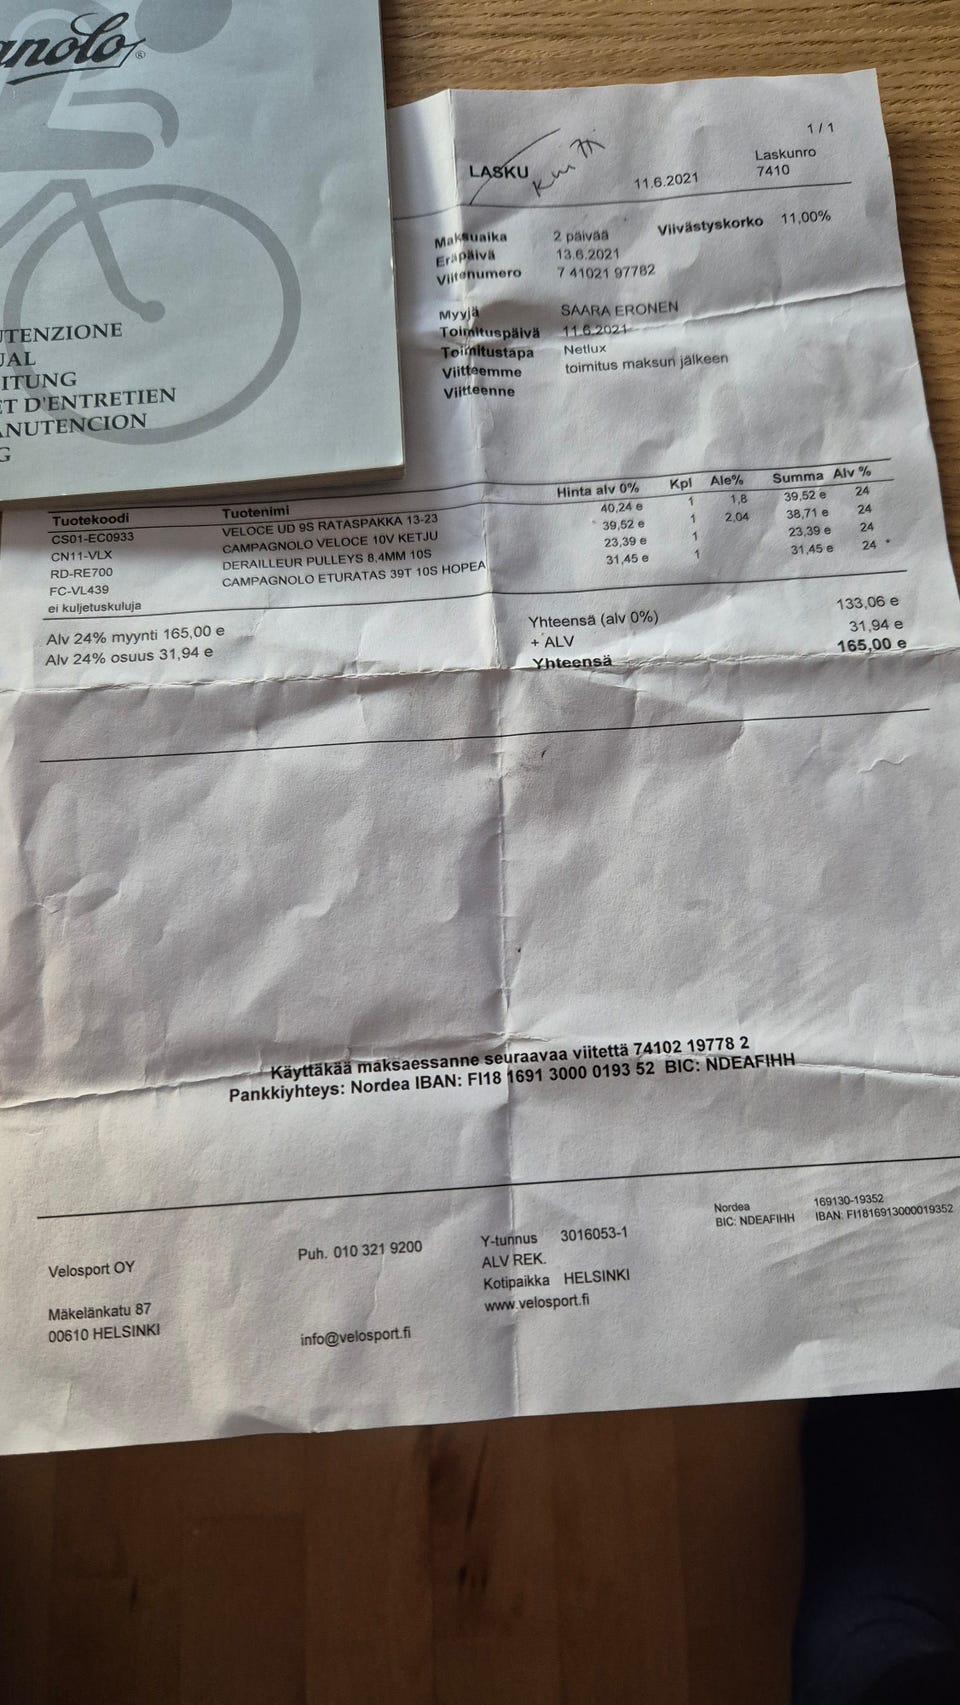 anolo®
UTENZIONE
UAL
ITUNG
ET D'ENTRETIEN
ANUTENCION
G
1 / 1
LASKU
11.6.2021
Laskunro
7410
Maksuaika 2 päivää Viivästyskorko 11,00%
Eräpäivä 13.6.2021
Viitenumero 7 41021 97782
Myyjä SAARA ERONEN
Toimituspäivä 11.6.2021
Toimitustapa Netlux
Viitteemme toimitus maksun jälkeen
Viitteenne
Tuotekoodi Tuotenimi Hinta alv 0% Kpl Ale% Summa Alv %
CS01-EC0933 VELOCE UD 9S RATASPAKKA 13-23 40,24 e 1 1,8 39,52 e 24
CN11-VLX CAMPAGNOLO VELOCE 10V KETJU 39,52 e 1 2,04 38,71 e 24
RD-RE700 DERAILLEUR PULLEYS 8,4MM 10S 23,39 e 1 23,39 e 24
FC-VL439 CAMPAGNOLO ETURATAS 39T 10S HOPEA 31,45 e 1 31,45 e 24 *
ei kuljetuskuluja
Alv 24% myynti 165,00 e
Alv 24% osuus 31,94 e
Yhteensä (alv 0%) 133,06 e
+ ALV 31,94 e
Yhteensä 165,00 e
Käyttäkää maksaessanne seuraavaa viitettä 74102 19778 2
Pankkiyhteys: Nordea IBAN: FI18 1691 3000 0193 52 BIC: NDEAFIHH
Nordea 169130-19352
BIC: NDEAFIHH IBAN: FI1816913000019352
Velosport OY
Mäkelänkatu 87
00610 HELSINKI
Puh. 010 321 9200
info@velosport.fi
Y-tunnus 3016053-1
ALV REK.
Kotipaikka HELSINKI
www.velosport.fi